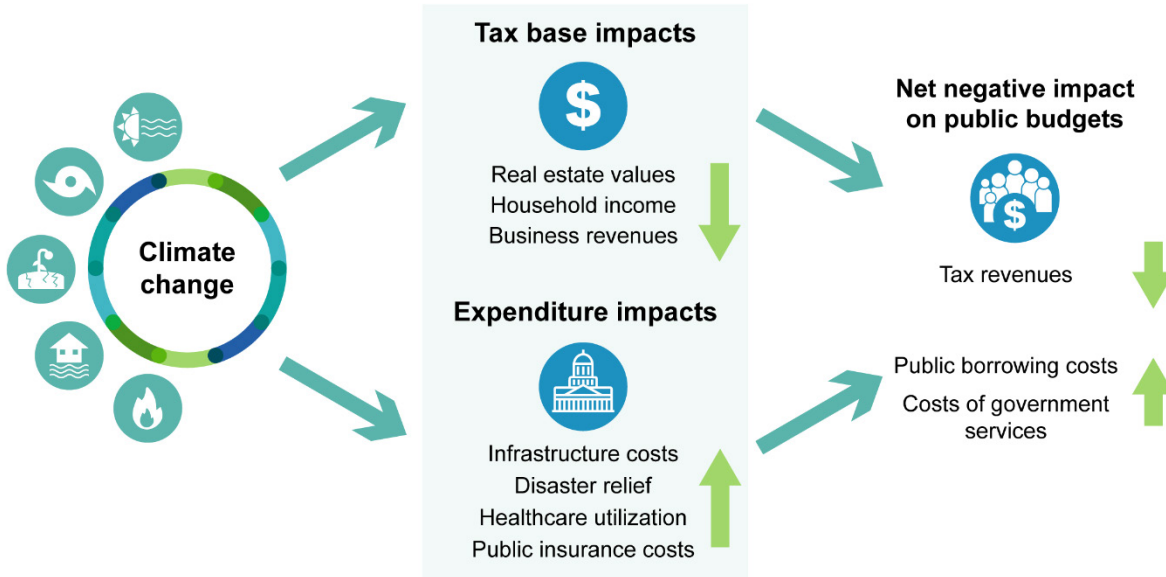 Climate
change
Tax base impacts
$
Real estate values
Household income
Business revenues
Expenditure impacts
Infrastructure costs
Disaster relief
Healthcare utilization
Public insurance costs
Net negative impact
on public budgets
$
Tax revenues
Public borrowing costs
Costs of government
services